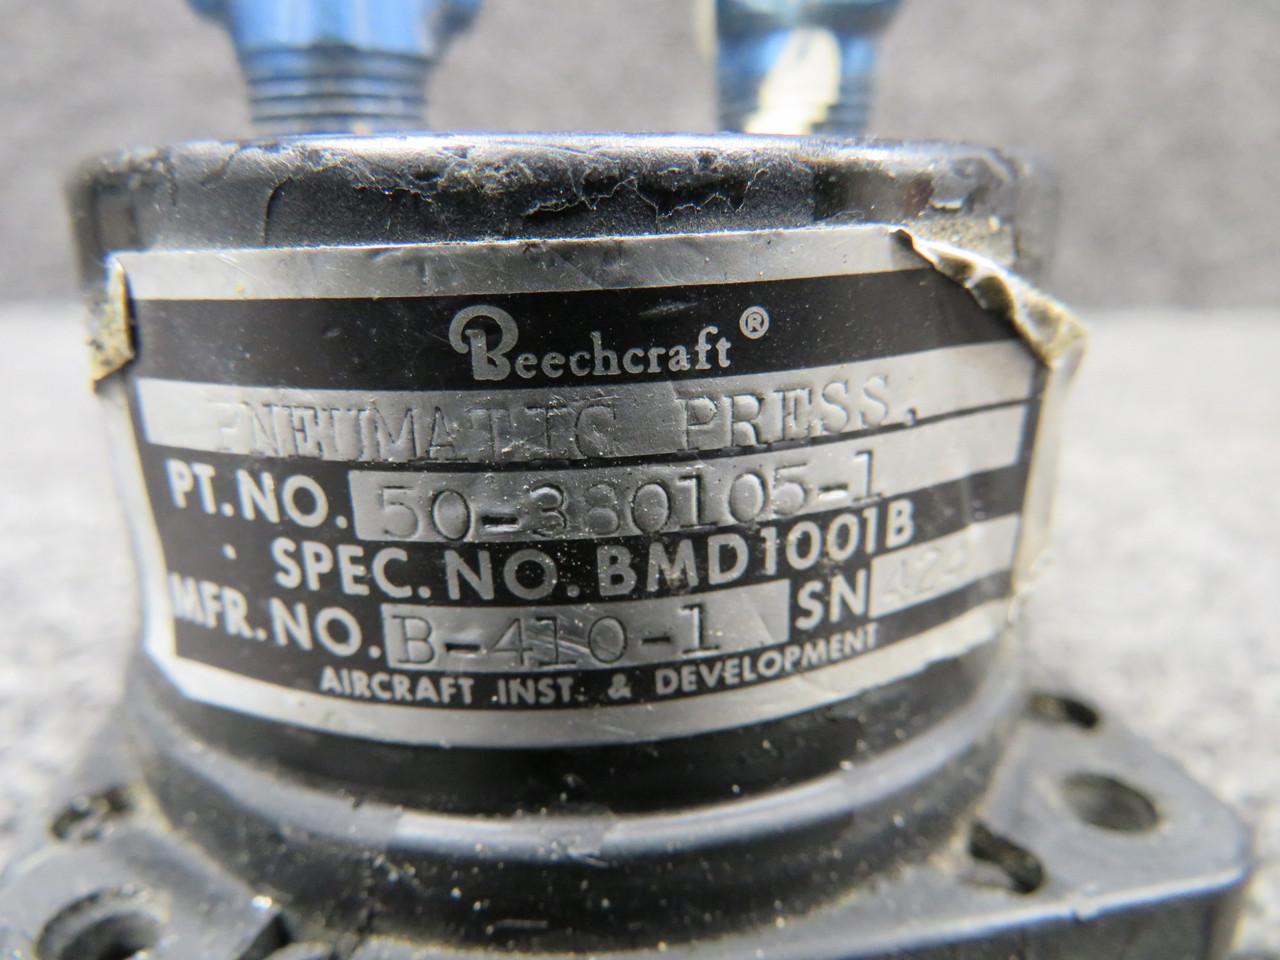 Beechcraft®
PNEUMATIC PRESS.
PT.NO. 50-380105-1
SPEC.NO. BMD1001B
MFR.NO. B-410-1 SN
AIRCRAFT INST. & DEVELOPMENT